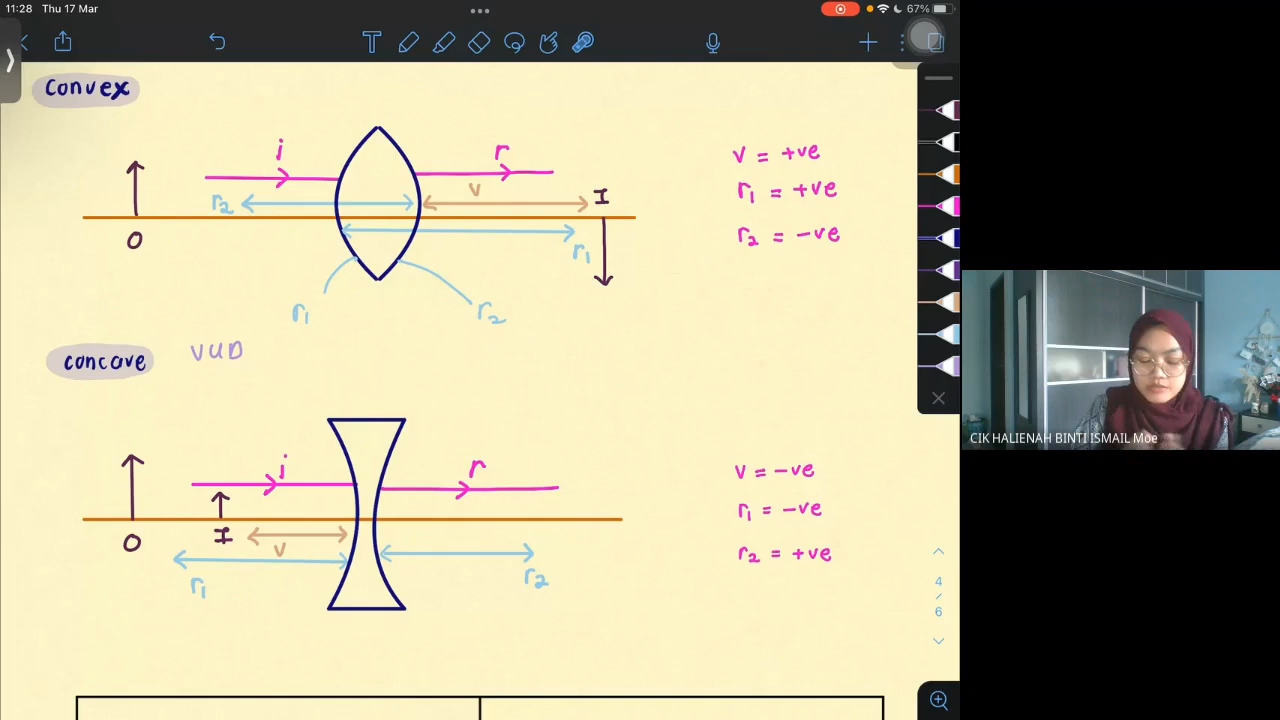 11:28 Thu 17 Mar
67%
T
convex
i
r
v = +ve
r2
v
I
r1 = +ve
O
r1
r2 = -ve
r1
r2
concave
VUD
i
r
v = -ve
O
I
v
r1 = -ve
r1
r2
r2 = +ve
4
/
6
CIK HALIENAH BINTI ISMAIL Moe